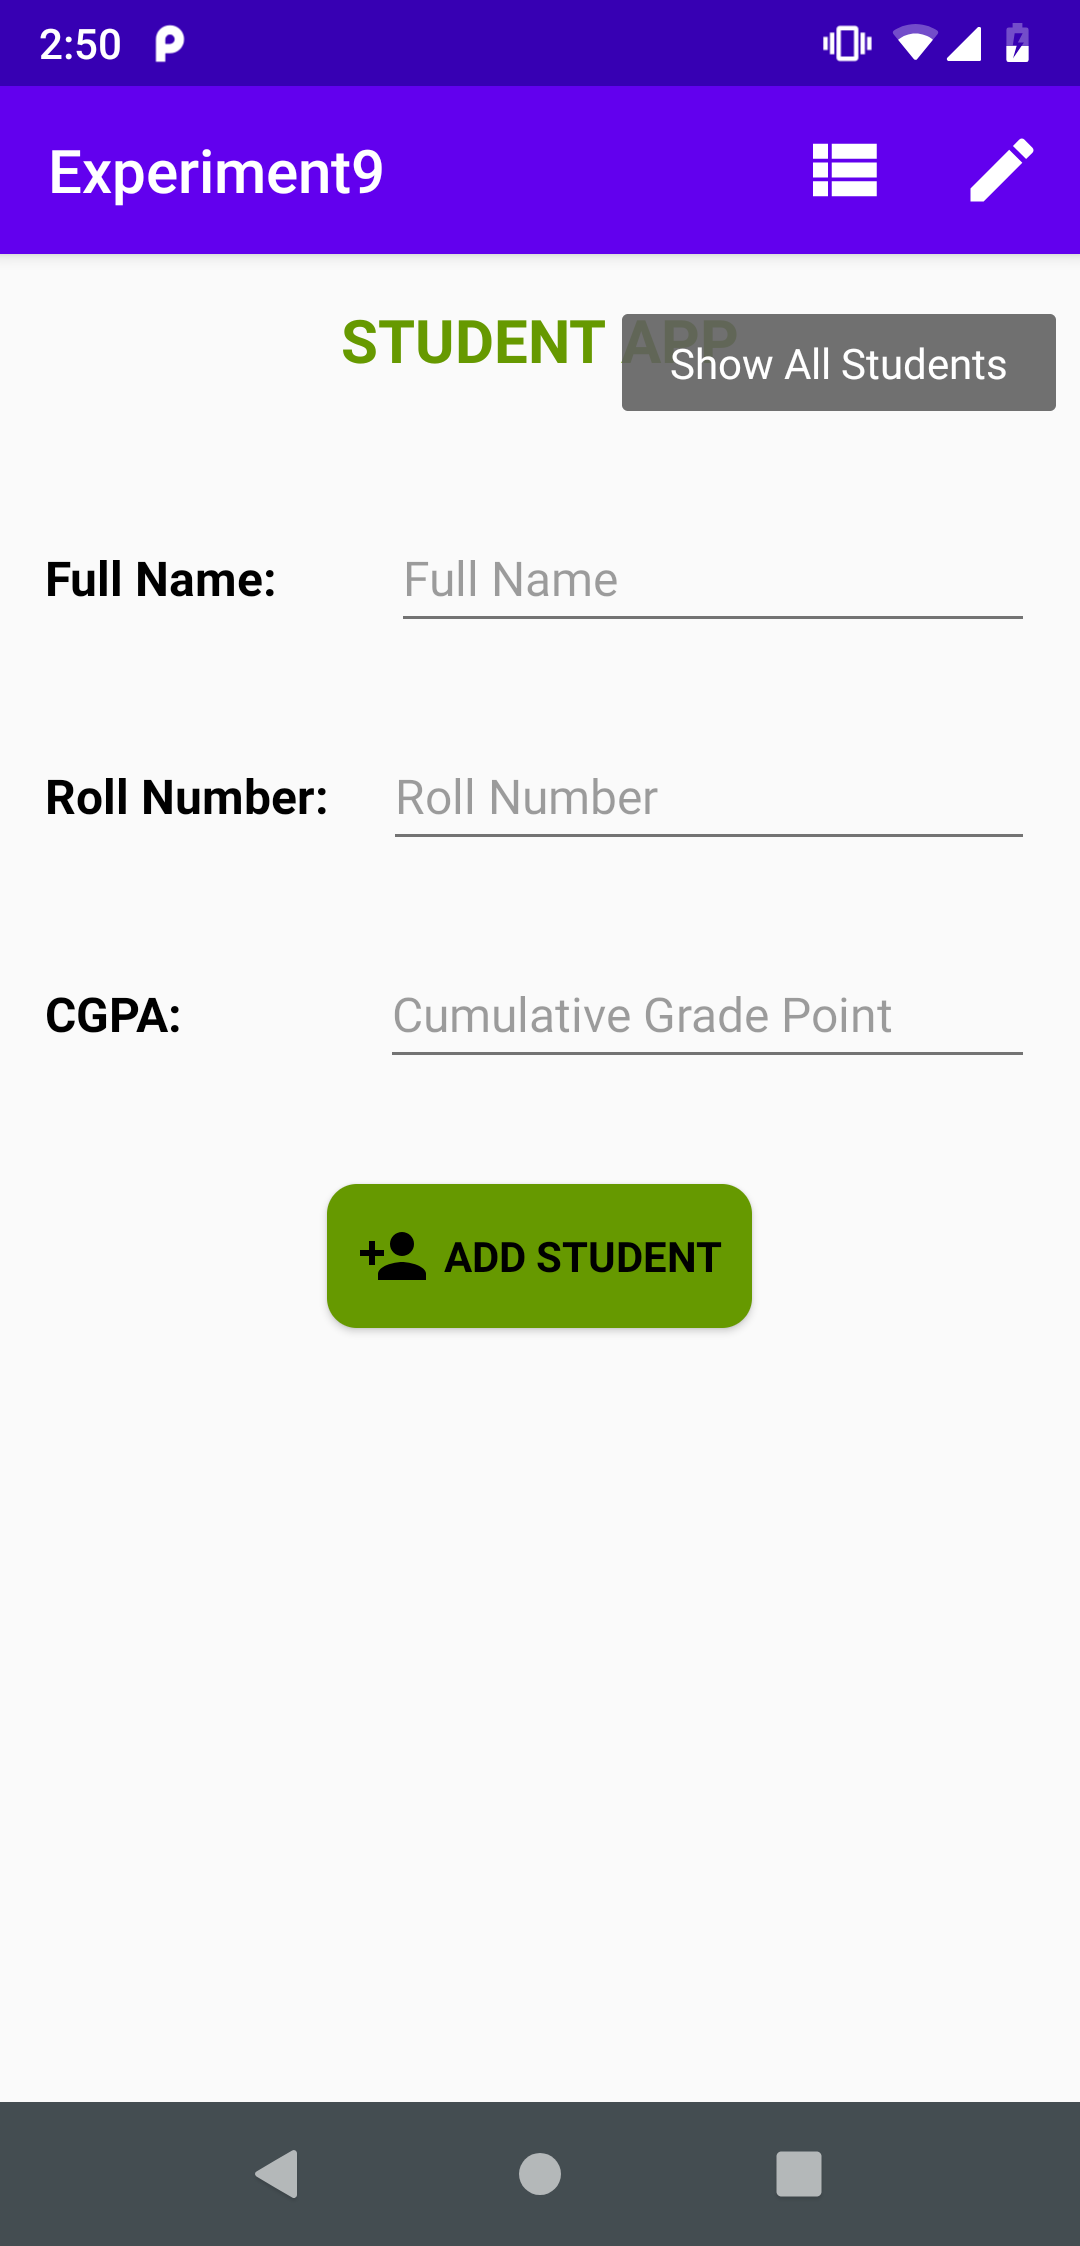 2:50
Experiment9
STUDENT APP
Show All Students
Full Name: Full Name
Roll Number: Roll Number
CGPA: Cumulative Grade Point
ADD STUDENT